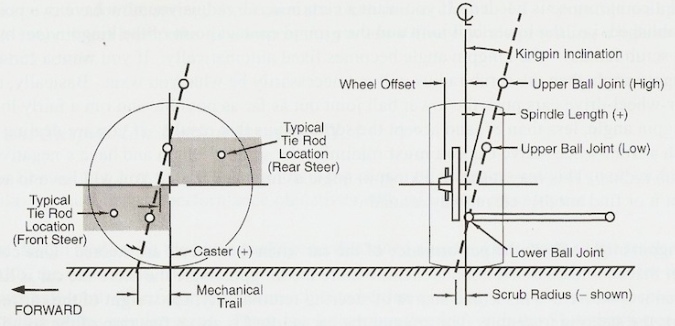 Typical
Tie Rod
Location
(Rear Steer)
Typical
Tie Rod
Location
(Front Steer)
Caster (+)
Mechanical
Trail
FORWARD
℄
Kingpin Inclination
Wheel Offset
Upper Ball Joint (High)
Spindle Length (+)
Upper Ball Joint (Low)
Lower Ball Joint
Scrub Radius (– shown)